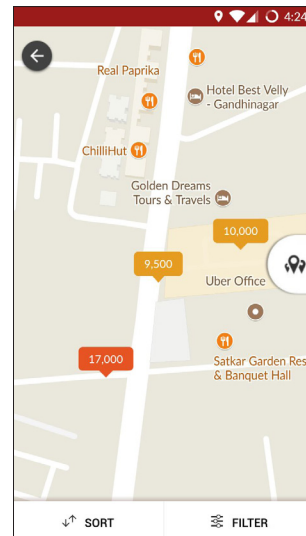 4:24
Real Paprika
Hotel Best Velly
- Gandhinagar
ChilliHut
Golden Dreams
Tours & Travels
10,000
9,500
Uber Office
17,000
Satkar Garden Res
& Banquet Hall
SORT
FILTER